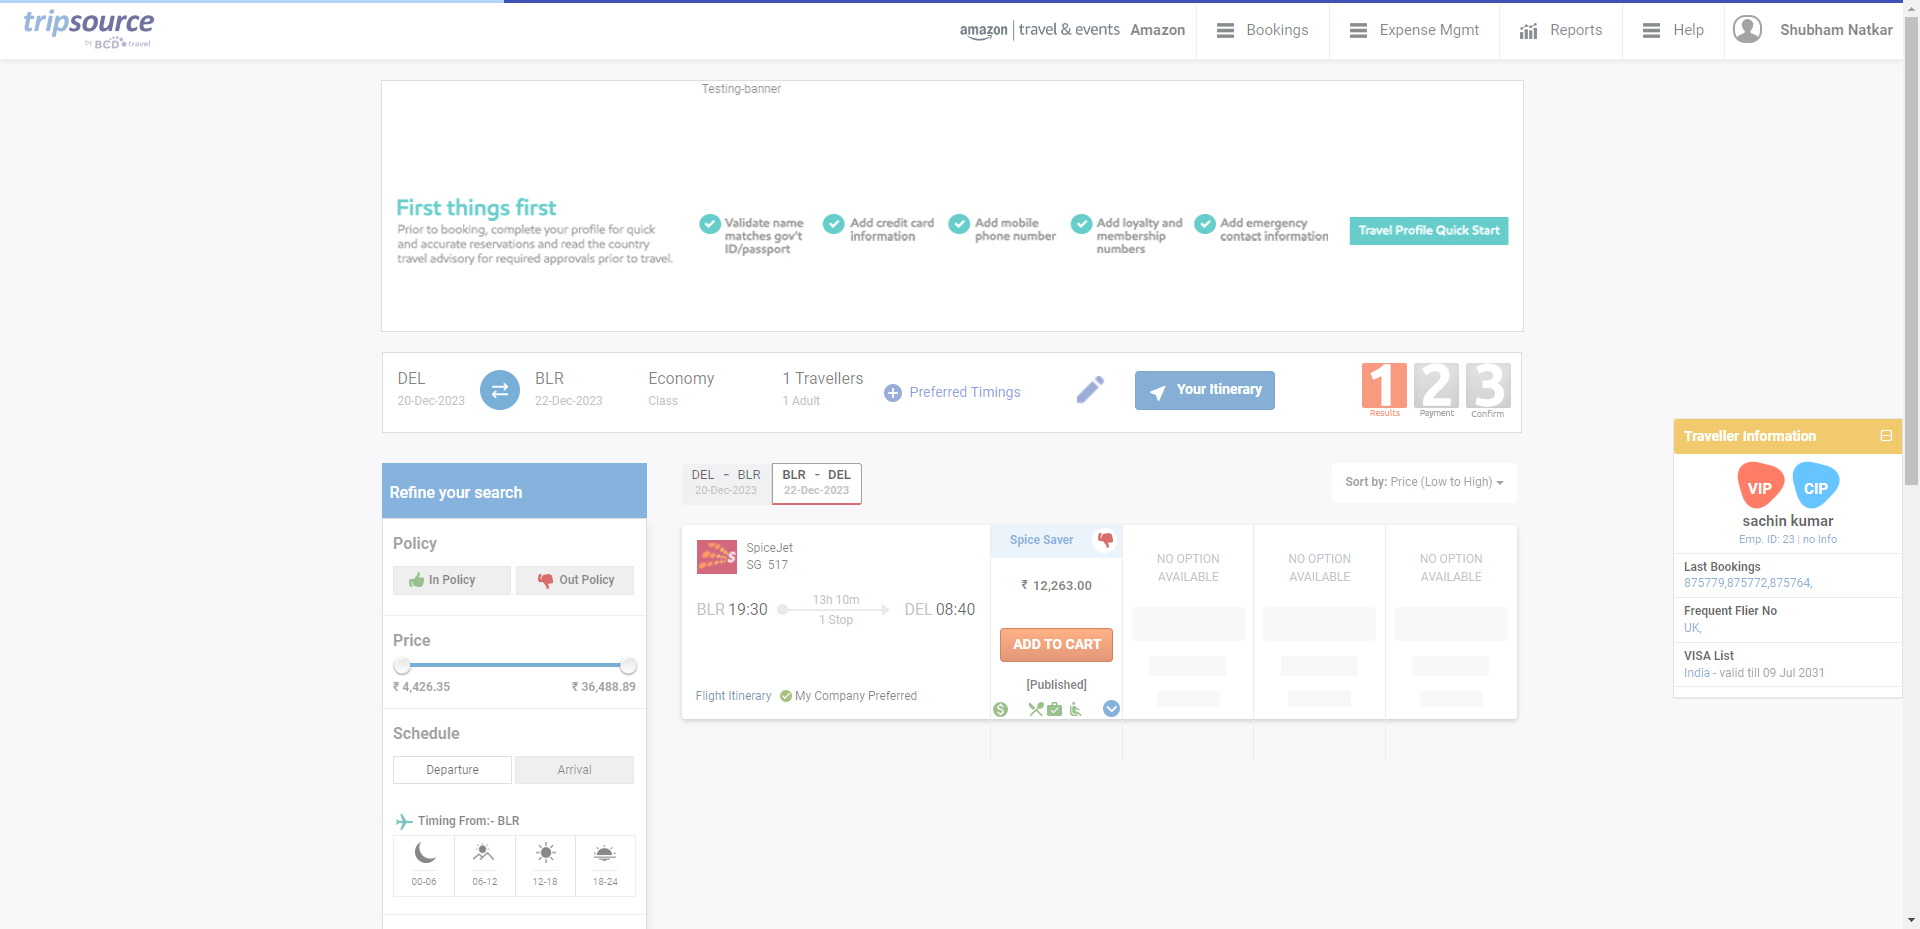 tripsource
by BCD travel
amazon | travel & events Amazon
Bookings
Expense Mgmt
Reports
Help
Shubham Natkar
Testing-banner
First things first
Prior to booking, complete your profile for quick
and accurate reservations and read the country
travel advisory for required approvals prior to travel.
Validate name
matches gov't
ID/passport
Add credit card
information
Add mobile
phone number
Add loyalty and
membership
numbers
Add emergency
contact information
Travel Profile Quick Start
DEL
20-Dec-2023
BLR
22-Dec-2023
Economy
Class
1 Travellers
1 Adult
Preferred Timings
Your Itinerary
1
Results
2
Payment
3
Confirm
Refine your search
Policy
In Policy
Out Policy
Price
₹ 4,426.35
₹ 36,488.89
Schedule
Departure
Arrival
Timing From:- BLR
00-06
06-12
12-18
18-24
DEL - BLR
20-Dec-2023
BLR - DEL
22-Dec-2023
Sort by: Price (Low to High)
SpiceJet
SG 517
BLR 19:30
13h 10m
1 Stop
DEL 08:40
Flight Itinerary
My Company Preferred
Spice Saver
₹ 12,263.00
ADD TO CART
[Published]
NO OPTION
AVAILABLE
NO OPTION
AVAILABLE
NO OPTION
AVAILABLE
Traveller Information
VIP
CIP
sachin kumar
Emp. ID: 23 | no Info
Last Bookings
875779,875772,875764,
Frequent Flier No
UK,
VISA List
India - valid till 09 Jul 2031